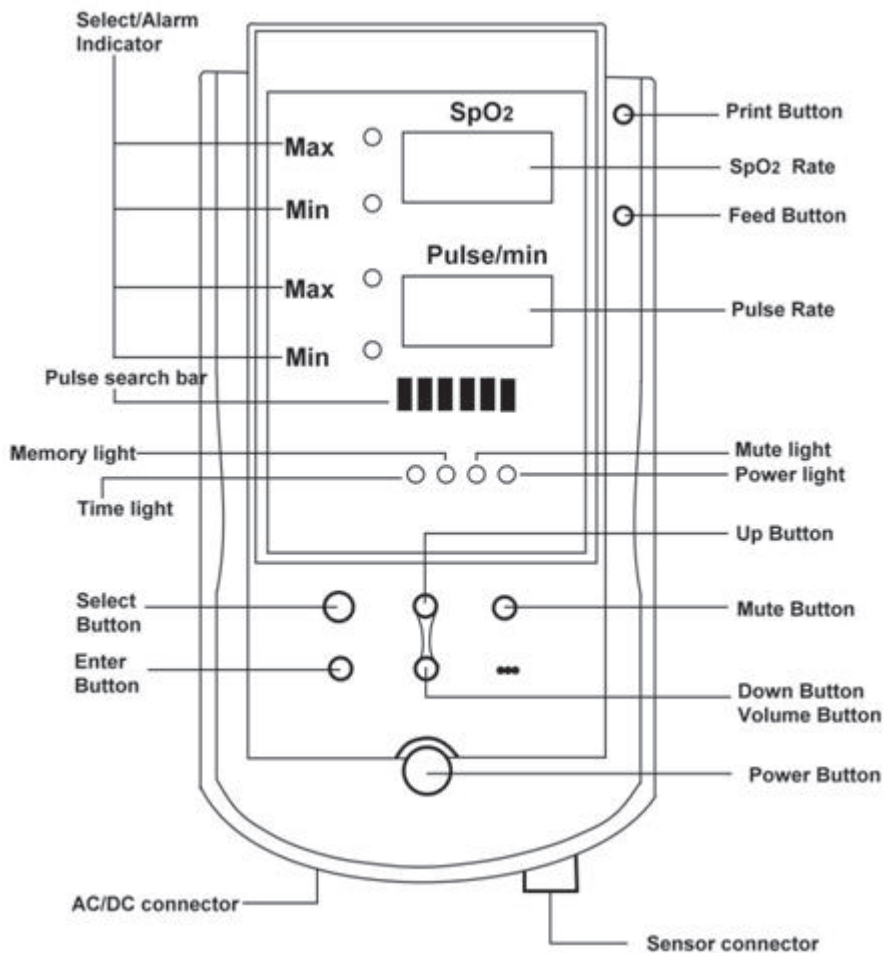 Select/Alarm
Indicator
SpO2
Print Button
Max
SpO2 Rate
Min
Feed Button
Pulse/min
Max
Pulse Rate
Min
Pulse search bar
Memory light
Mute light
Power light
Time light
Up Button
Select
Button
Mute Button
Enter
Button
Down Button
Volume Button
Power Button
AC/DC connector
Sensor connector